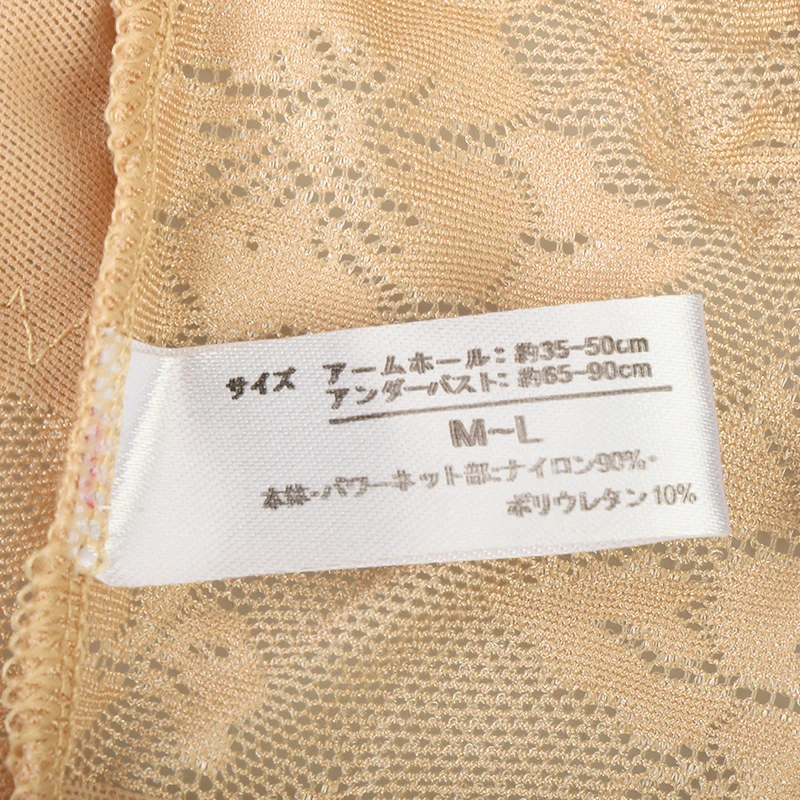 サイズ アームホール：約35~50cm
アンダーバスト：約65~90cm
M~L
本体・パワーネット部：ナイロン90%・
ポリウレタン10%